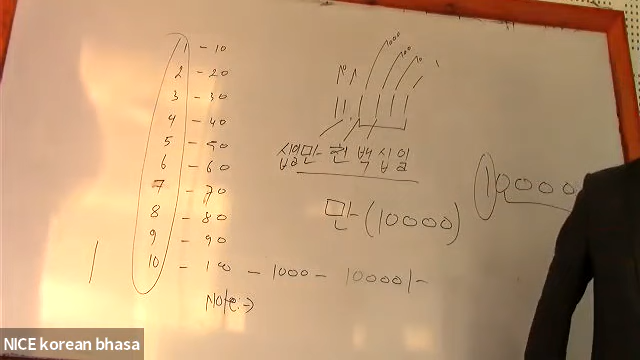 1 - 10
2 - 20
3 - 30
4 - 40
5 - 50
6 - 60
7 - 70
8 - 80
9 - 90
10 - 100 - 1000 - 10000/-
Note:→
1000
100
10
1
십만 천 백 십 일
만 - (10000)
10000
NICE korean bhasa